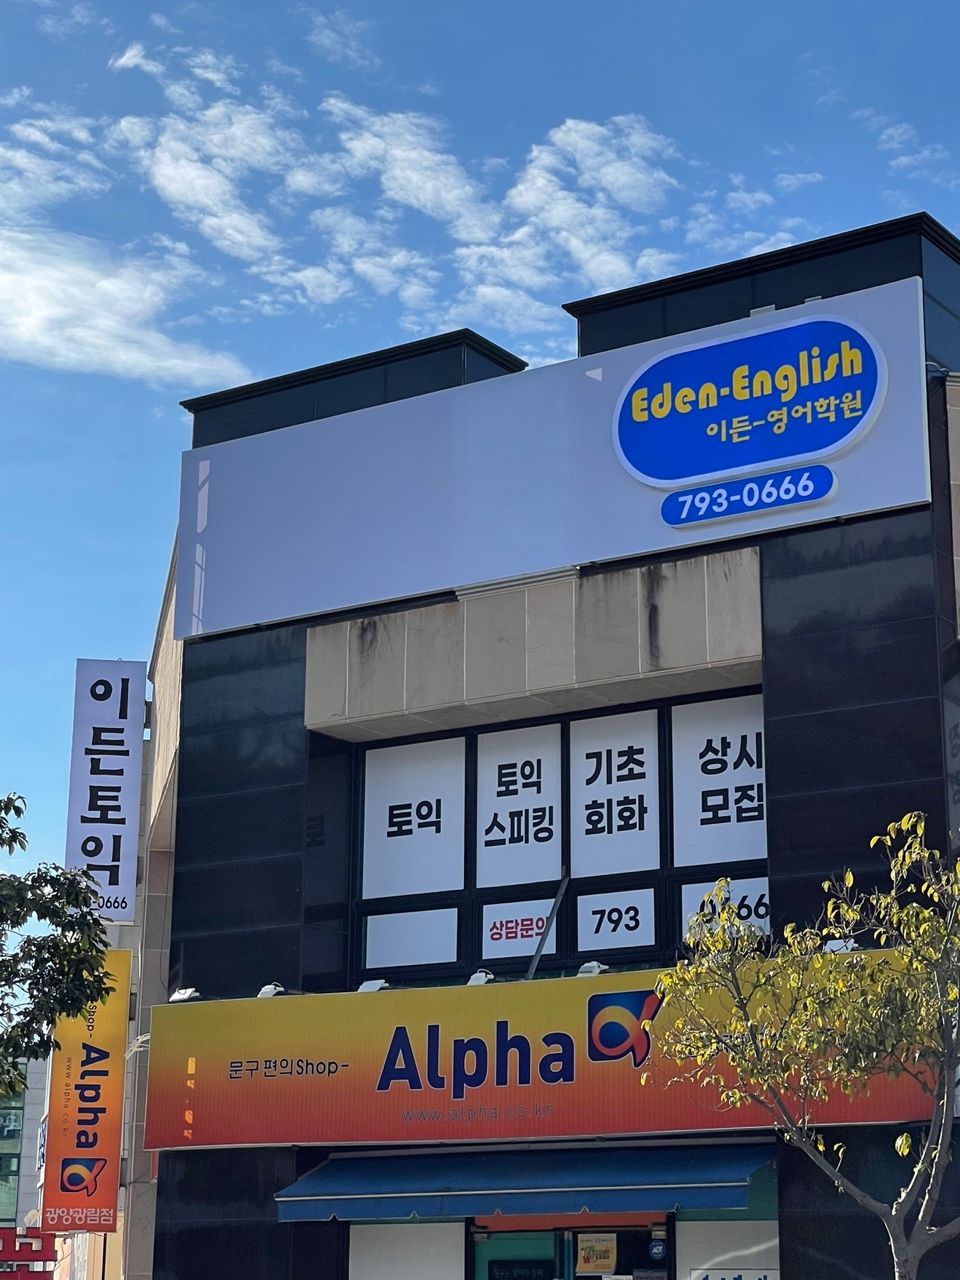 Eden-English
이든-영어학원
793-0666
이든토익
-0666
토익
토익
스피킹
기초
회화
상시
모집
상담문의
793
0666
문구편의Shop-
Alpha
www.alpha.co.kr
Shop-
Alpha
www.alpha.co.kr
광양광림점
ADT